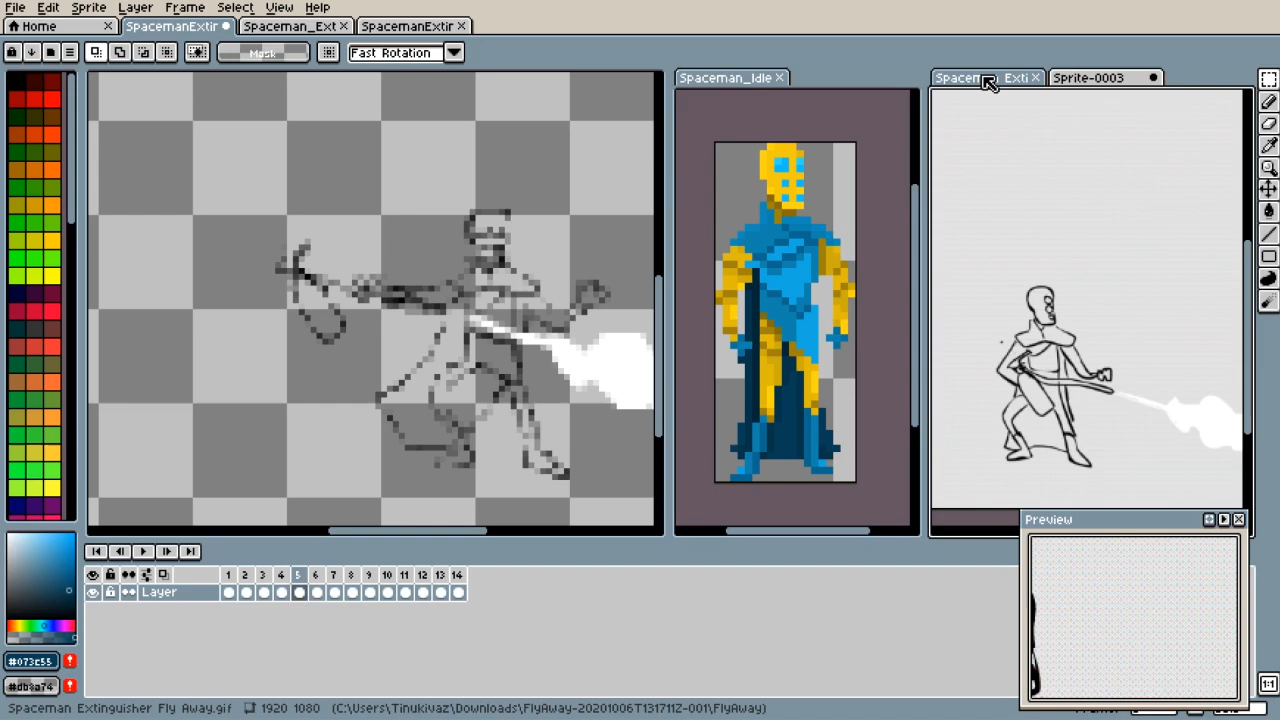 File Edit Sprite Layer Frame Select View Help
Home SpacemanExtir Spaceman_Ext SpacemanExtir
Mask Fast Rotation
Spaceman_Idle Exti Sprite-0003
Preview
1 2 3 4 5 6 7 8 9 10 11 12 13 14
Layer
#073c55
Spaceman Extinguisher Fly Away.gif 1920 1080 (C:\Users\Tinukivaz\Downloads\FlyAway-20201006T131711Z-001\FlyAway)
1:1